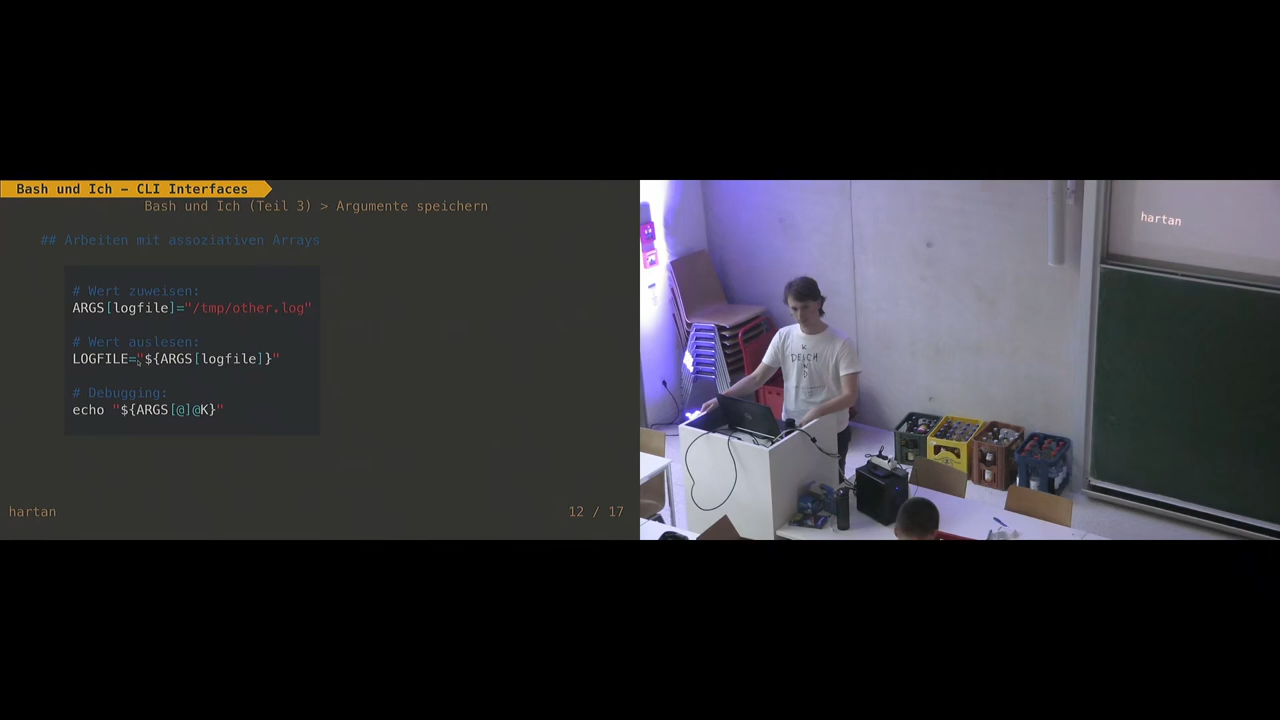 Bash und Ich - CLI Interfaces
Bash und Ich (Teil 3) > Argumente speichern
## Arbeiten mit assoziativen Arrays
# Wert zuweisen:
ARGS[logfile]="/tmp/other.log"
# Wert auslesen:
LOGFILE="${ARGS[logfile]}"
# Debugging:
echo "${ARGS[@]@K}"
hartan
12 / 17
hartan